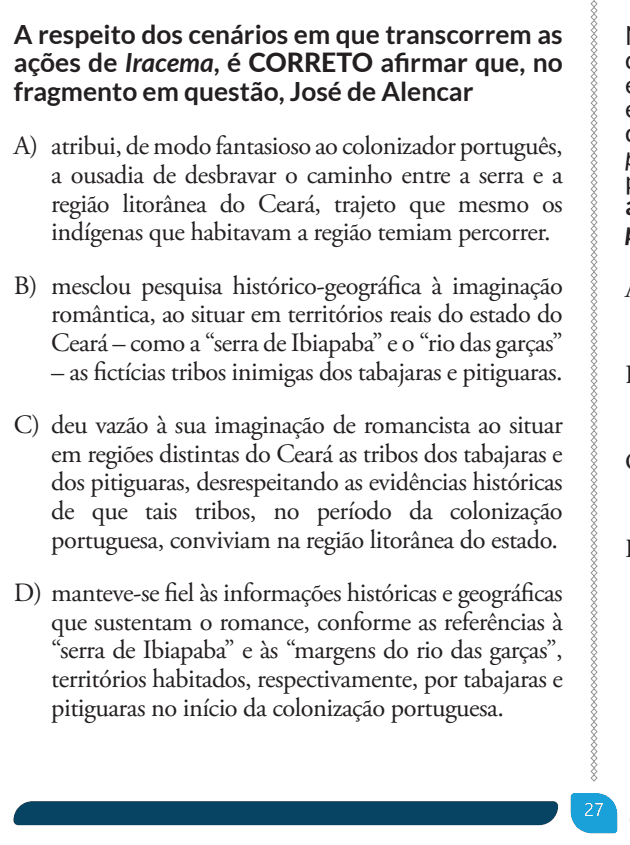 A respeito dos cenários em que transcorrem as
ações de Iracema, é CORRETO afirmar que, no
fragmento em questão, José de Alencar
A) atribui, de modo fantasioso ao colonizador português,
a ousadia de desbravar o caminho entre a serra e a
região litorânea do Ceará, trajeto que mesmo os
indígenas que habitavam a região temiam percorrer.
B) mesclou pesquisa histórico-geográfica à imaginação
romântica, ao situar em territórios reais do estado do
Ceará – como a “serra de Ibiapaba” e o “rio das garças”
– as fictícias tribos inimigas dos tabajaras e pitiguaras.
C) deu vazão à sua imaginação de romancista ao situar
em regiões distintas do Ceará as tribos dos tabajaras e
dos pitiguaras, desrespeitando as evidências históricas
de que tais tribos, no período da colonização
portuguesa, conviviam na região litorânea do estado.
D) manteve-se fiel às informações históricas e geográficas
que sustentam o romance, conforme as referências à
“serra de Ibiapaba” e às “margens do rio das garças”,
territórios habitados, respectivamente, por tabajaras e
pitiguaras no início da colonização portuguesa.
27